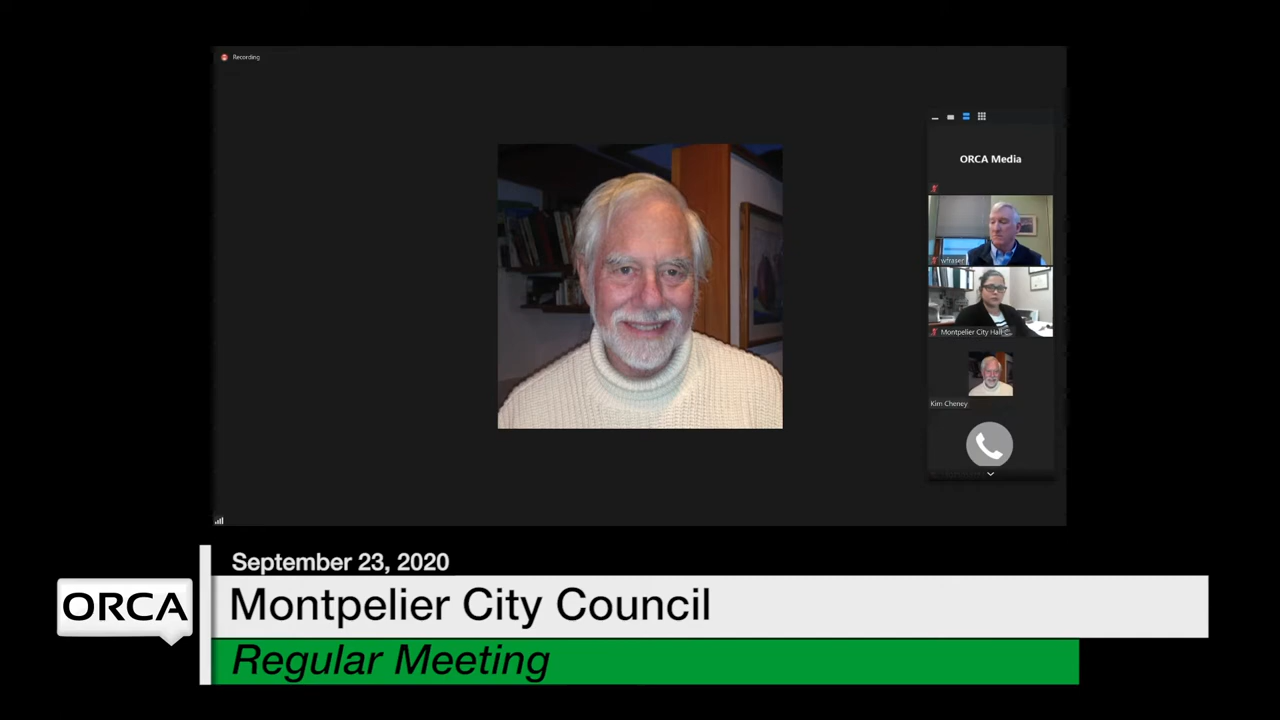 Recording
ORCA Media
wfraser
Montpelier City Hall C...
Kim Cheney
September 23, 2020
ORCA
Montpelier City Council
Regular Meeting